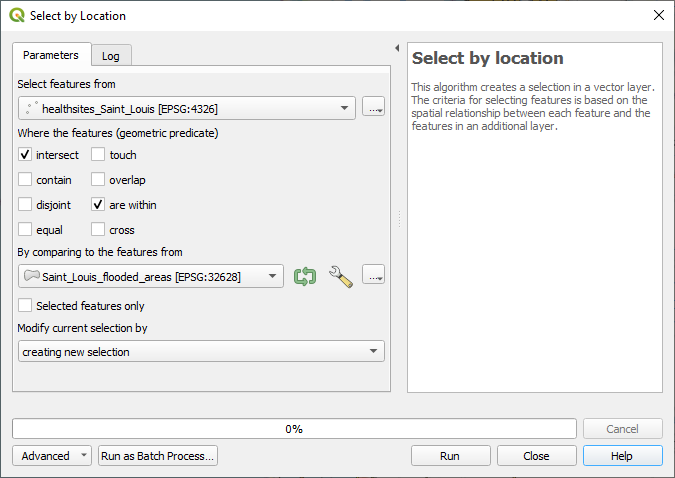 Select by Location
Parameters
Log
Select features from
healthsites_Saint_Louis [EPSG:4326]
...
Where the features (geometric predicate)
intersect
touch
contain
overlap
disjoint
are within
equal
cross
By comparing to the features from
Saint_Louis_flooded_areas [EPSG:32628]
...
Selected features only
Modify current selection by
creating new selection
Select by location
This algorithm creates a selection in a vector layer.
The criteria for selecting features is based on the
spatial relationship between each feature and the
features in an additional layer.
0%
Cancel
Advanced
Run as Batch Process...
Run
Close
Help